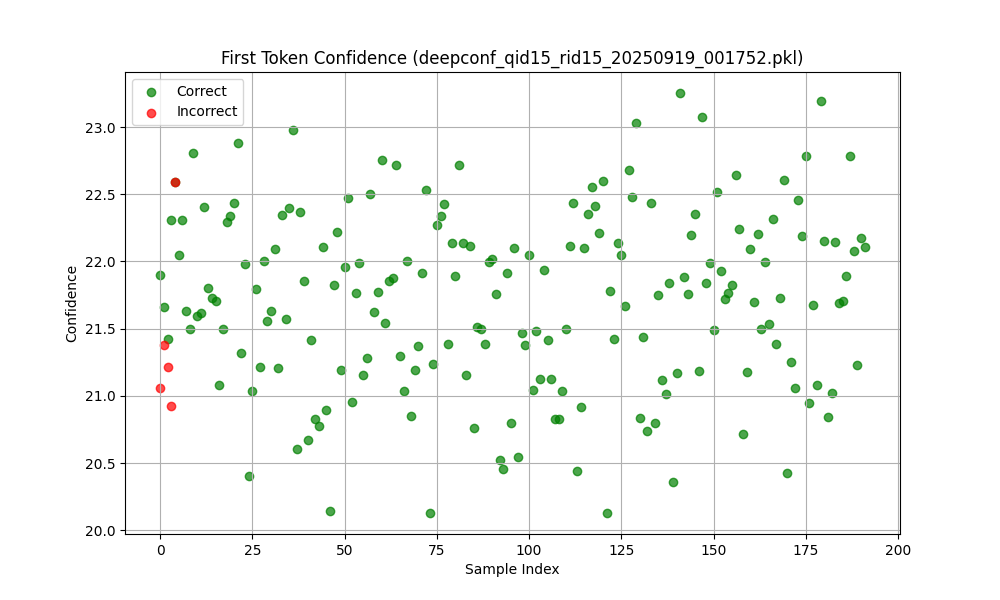 First Token Confidence (deepconf_qid15_rid15_20250919_001752.pkl)
Correct
Incorrect
Confidence
23.0
22.5
22.0
21.5
21.0
20.5
20.0
0 25 50 75 100 125 150 175 200
Sample Index